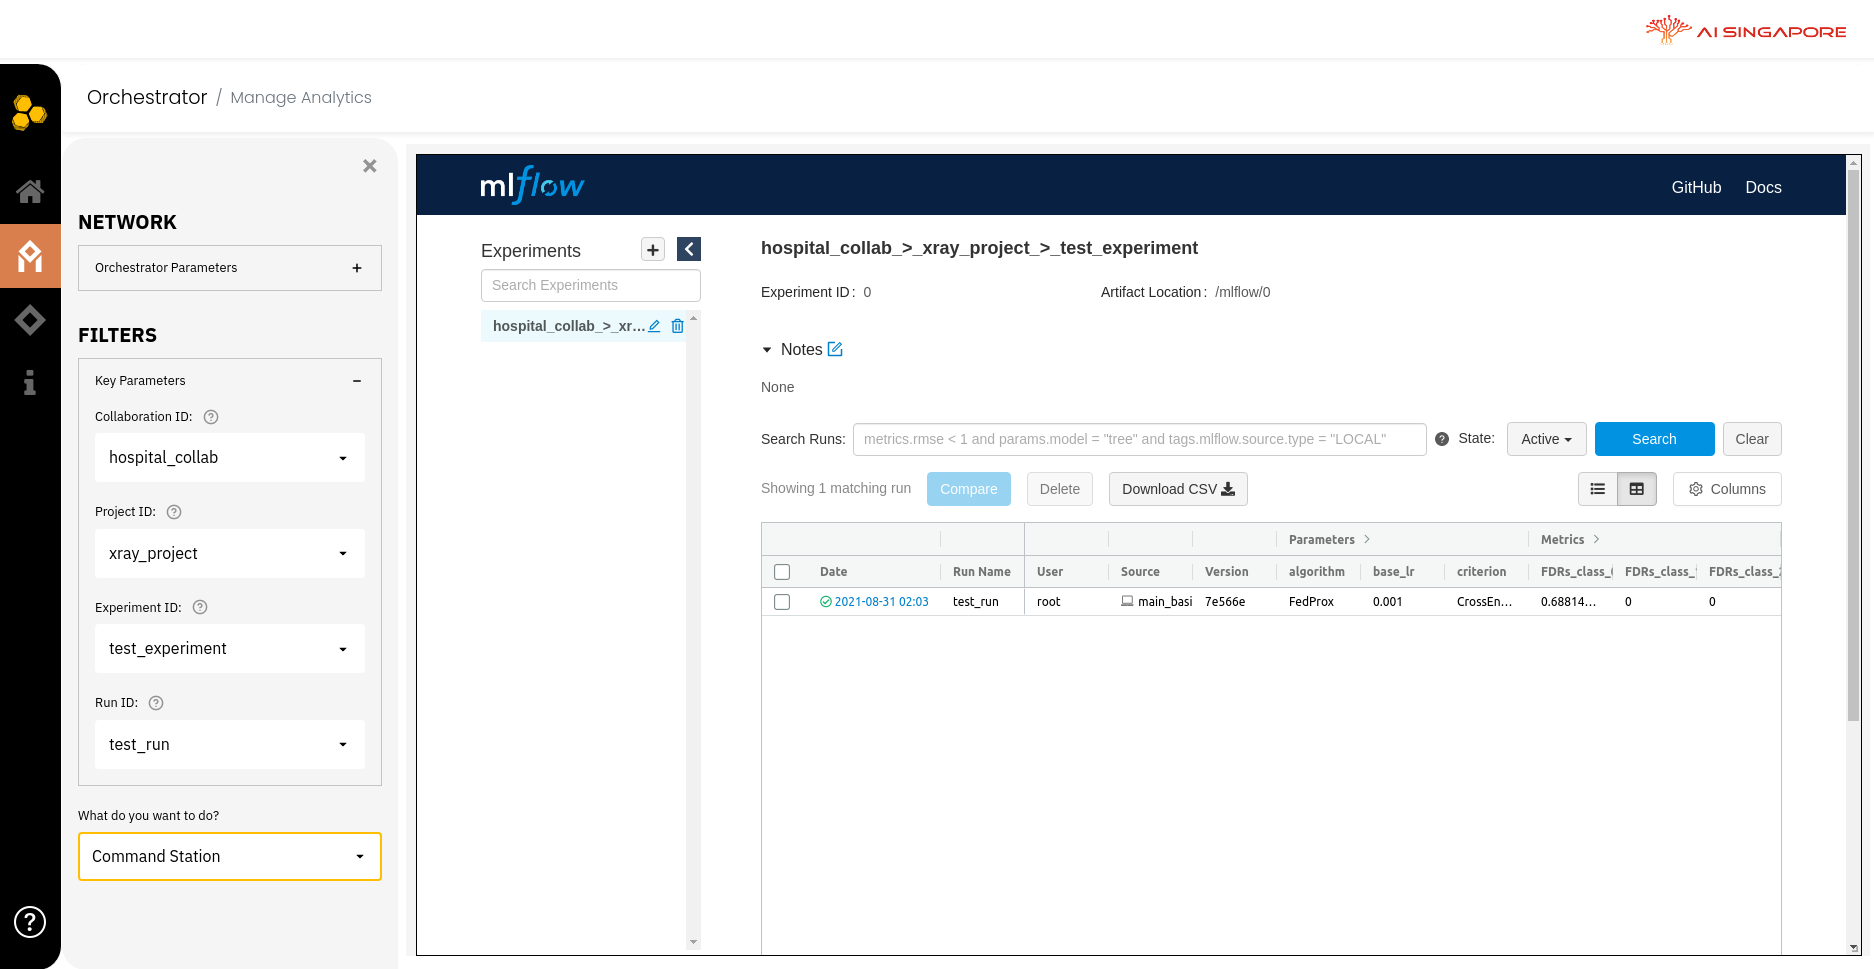 AI SINGAPORE
Orchestrator / Manage Analytics
NETWORK
Orchestrator Parameters
FILTERS
Key Parameters
Collaboration ID:
hospital_collab
Project ID:
xray_project
Experiment ID:
test_experiment
Run ID:
test_run
What do you want to do?
Command Station
mlflow
GitHub Docs
Experiments
Search Experiments
hospital_collab_>_xr...
hospital_collab_>_xray_project_>_test_experiment
Experiment ID: 0 Artifact Location: /mlflow/0
Notes
None
Search Runs: metrics.rmse < 1 and params.model = "tree" and tags.mlflow.source.type = "LOCAL" State: Active Search Clear
Showing 1 matching run Compare Delete Download CSV Columns
Parameters > Metrics >
Date Run Name User Source Version algorithm base_lr criterion FDRs_class_ FDRs_class_ FDRs_class_
2021-08-31 02:03 test_run root main_basi 7e566e FedProx 0.001 CrossEn... 0.68814... 0 0